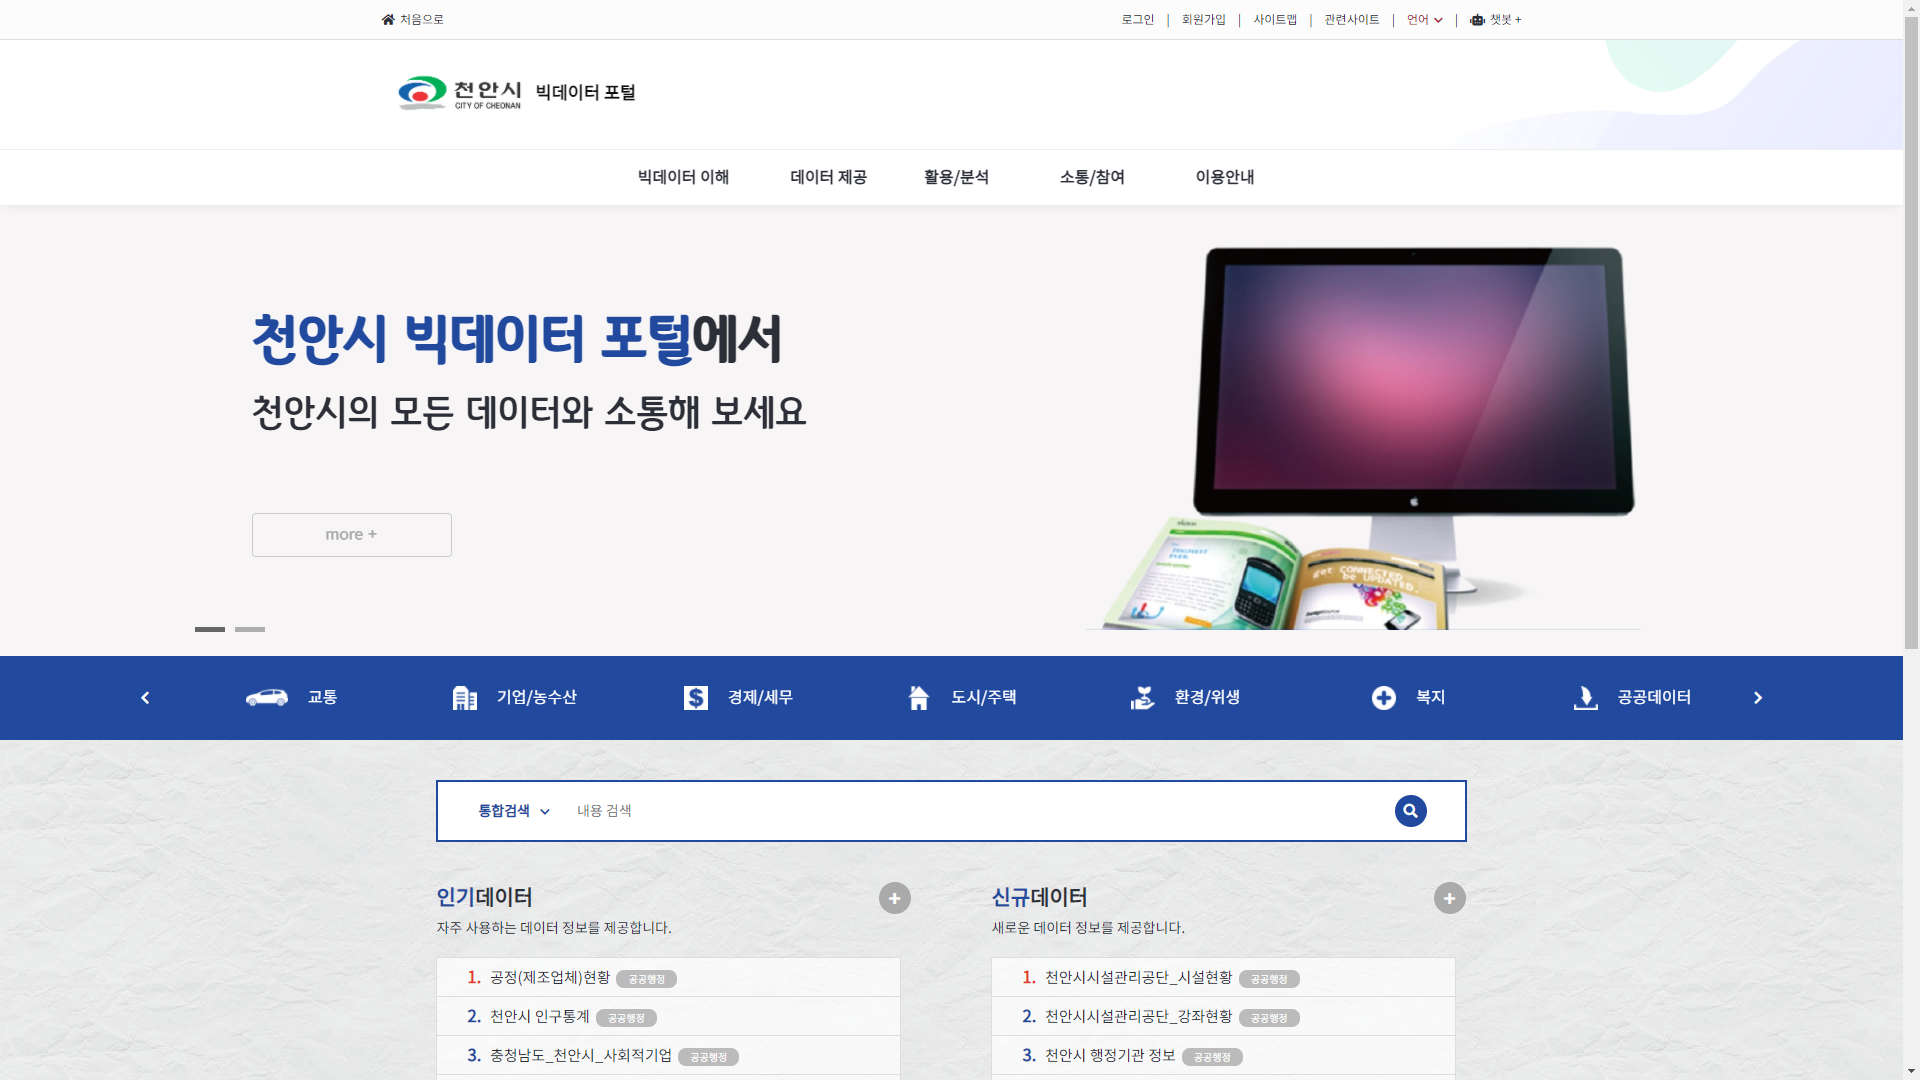 처음으로
로그인
회원가입
사이트맵
관련사이트
언어
챗봇 +
천안시
CITY OF CHEONAN
빅데이터 포털
빅데이터 이해
데이터 제공
활용/분석
소통/참여
이용안내
천안시 빅데이터 포털에서
천안시의 모든 데이터와 소통해 보세요
more +
HIGHEST
EVER
get CONNECTED
be UPDATED.
교통
기업/농수산
경제/세무
도시/주택
환경/위생
복지
공공데이터
통합검색
내용 검색
인기데이터
자주 사용하는 데이터 정보를 제공합니다.
1. 공정(제조업체)현황 공공행정
2. 천안시 인구통계 공공행정
3. 충청남도_천안시_사회적기업 공공행정
신규데이터
새로운 데이터 정보를 제공합니다.
1. 천안시시설관리공단_시설현황 공공행정
2. 천안시시설관리공단_강좌현황 공공행정
3. 천안시 행정기관 정보 공공행정